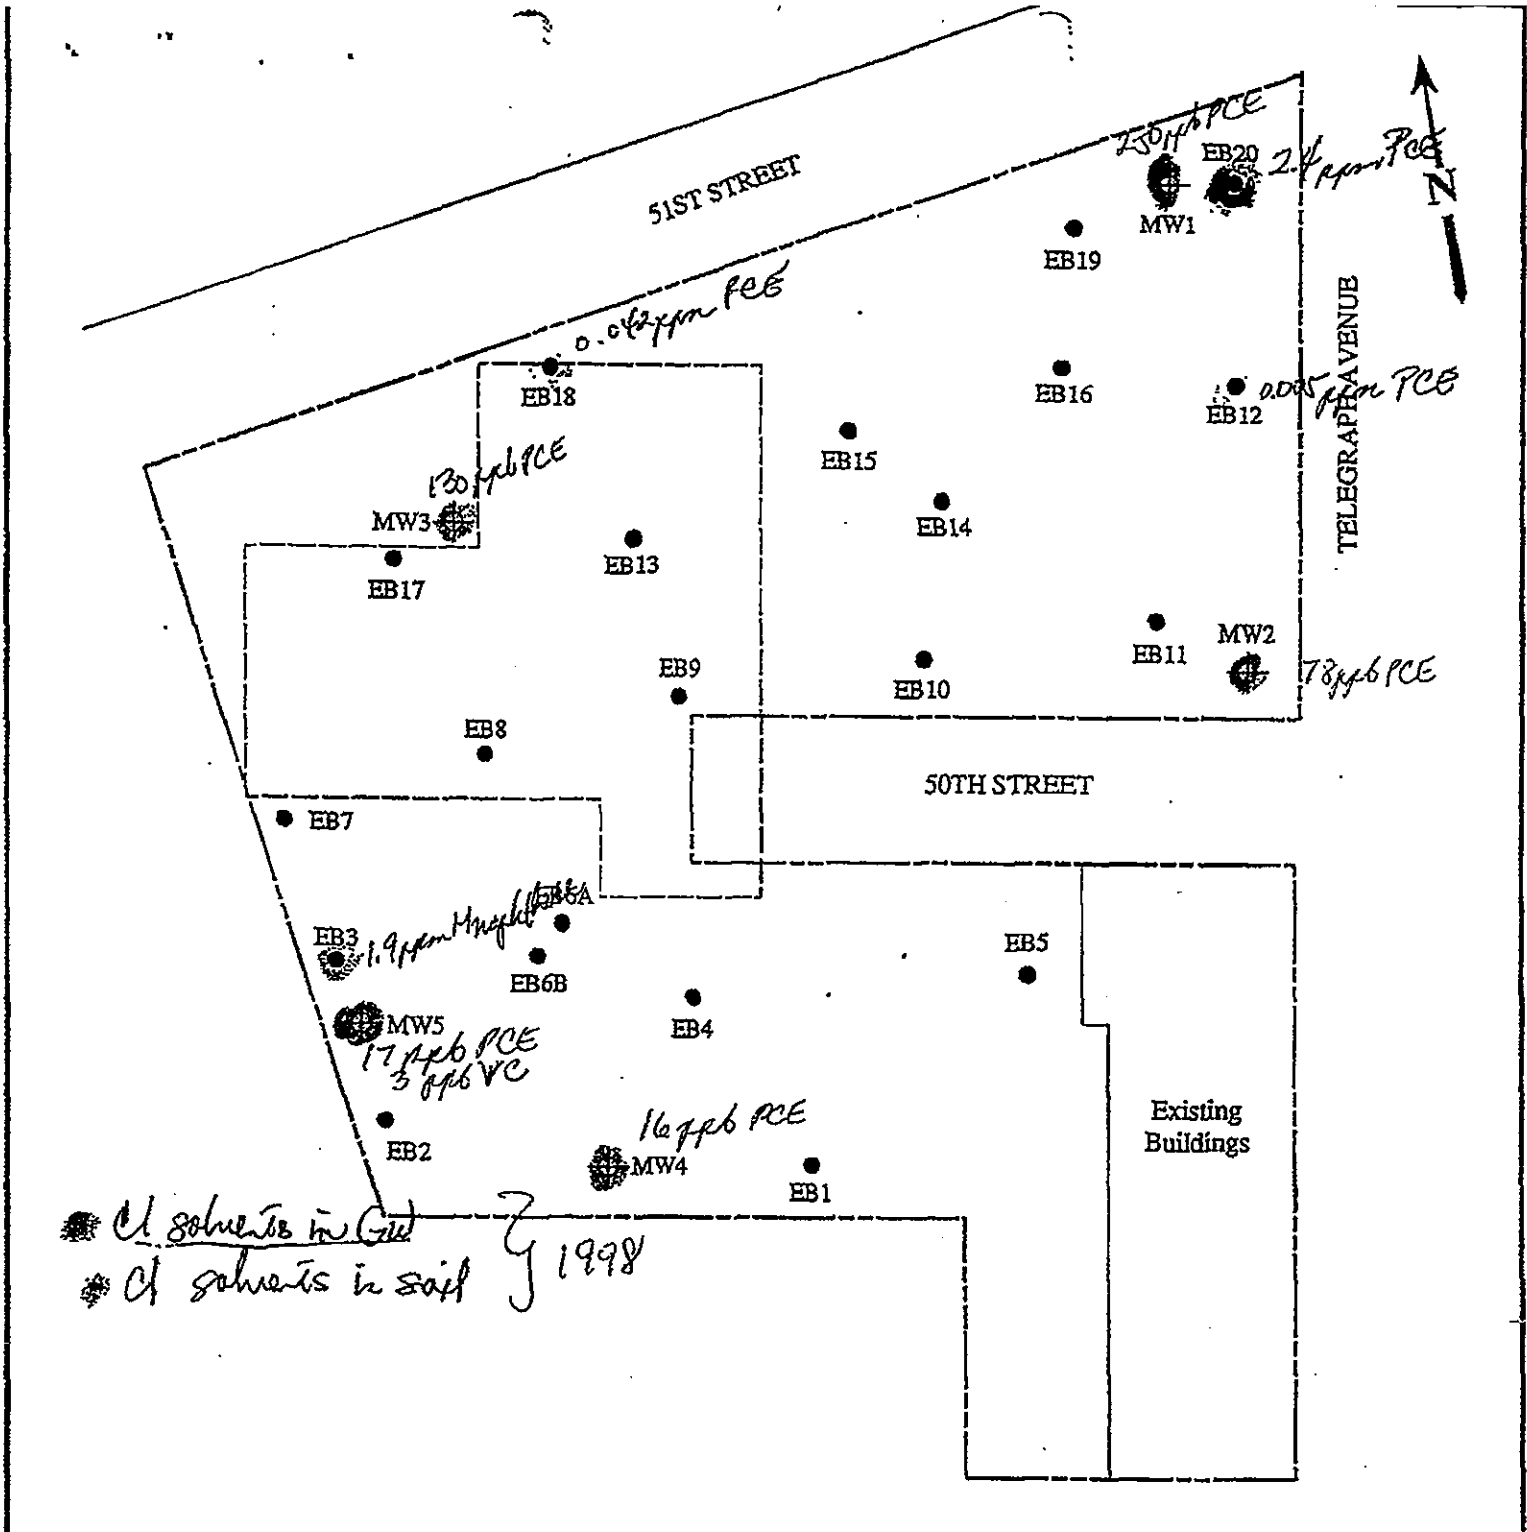 51ST STREET
250 ppb PCE
EB20
2.4 ppm PCE
N
MW1
EB19
0.042 ppm PCE
TELEGRAPH AVENUE
EB18
EB16
EB12
0.005 ppm PCE
EB15
130 ppb PCE
MW3
EB14
EB13
EB17
EB11
MW2
78 ppb PCE
EB9
EB10
EB8
50TH STREET
EB7
EB6A
EB3
1.9 ppm
EB6B
EB5
MW5
EB4
17 ppb PCE
3 ppb VC
16 ppb PCE
Existing
Buildings
EB2
MW4
EB1
Cl solvents in GW
Cl solvents in soil } 1998